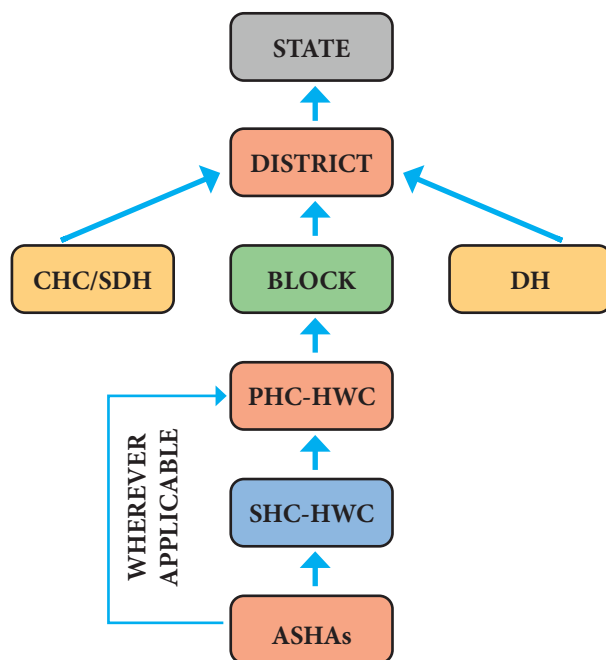 STATE
DISTRICT
CHC/SDH
BLOCK
DH
PHC-HWC
WHEREVER
APPLICABLE
SHC-HWC
ASHAs